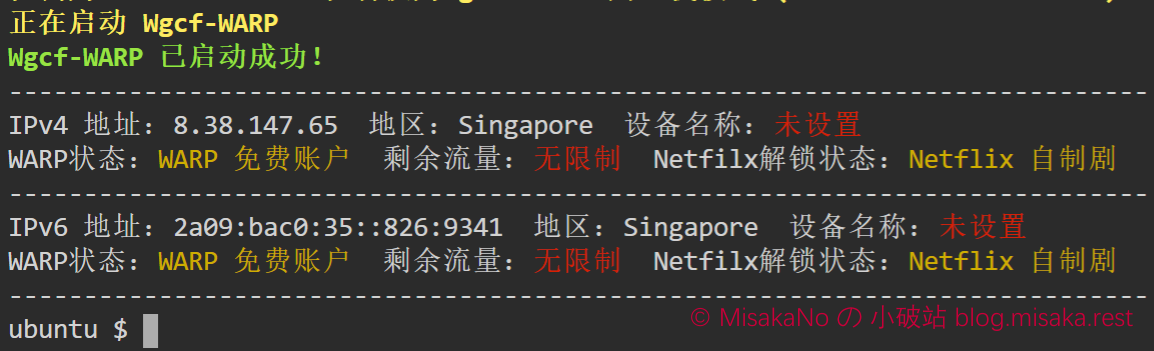 正在启动 Wgcf-WARP
Wgcf-WARP 已启动成功！
--------------------------------------------------------------------------
IPv4 地址：8.38.147.65  地区：Singapore  设备名称：未设置
WARP状态：WARP 免费账户  剩余流量：无限制  Netfilx解锁状态：Netflix 自制剧
--------------------------------------------------------------------------
IPv6 地址：2a09:bac0:35::826:9341  地区：Singapore  设备名称：未设置
WARP状态：WARP 免费账户  剩余流量：无限制  Netfilx解锁状态：Netflix 自制剧
--------------------------------------------------------------------------
ubuntu $
© MisakaNo の 小破站 blog.misaka.rest